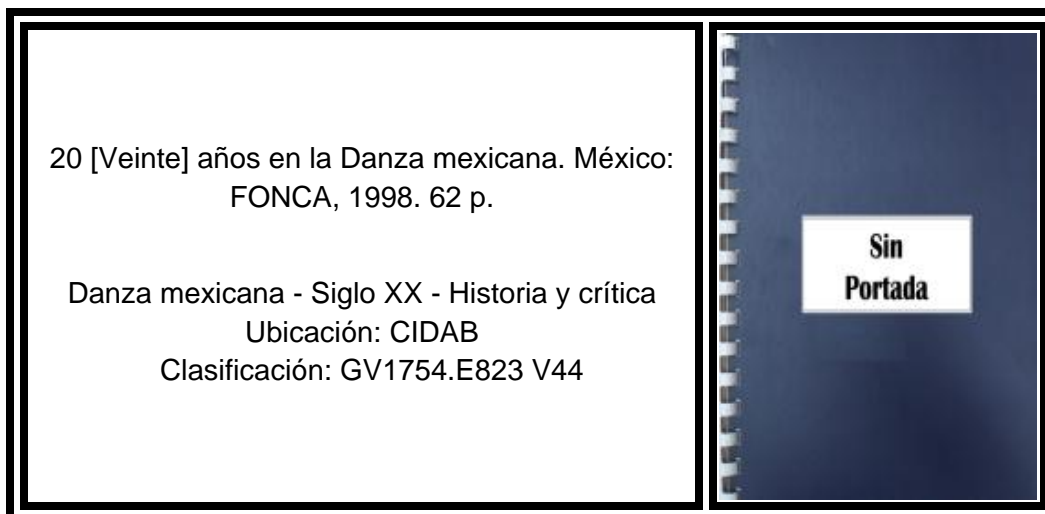 20 [Veinte] años en la Danza mexicana. México:
FONCA, 1998. 62 p.
Danza mexicana - Siglo XX - Historia y crítica
Ubicación: CIDAB
Clasificación: GV1754.E823 V44
Sin
Portada